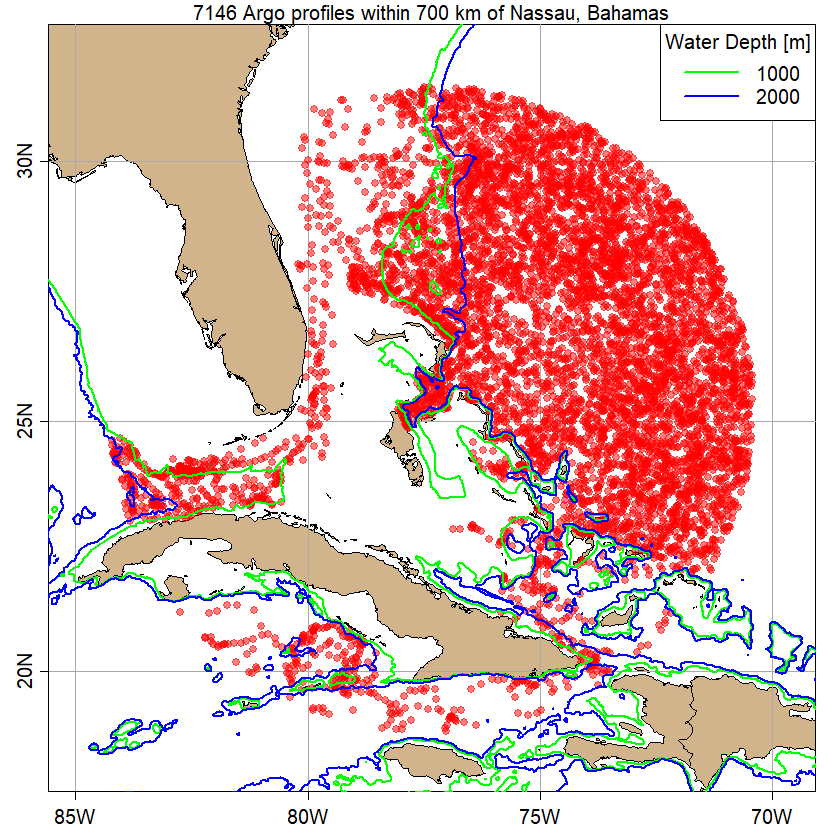 7146 Argo profiles within 700 km of Nassau, Bahamas
Water Depth [m]
1000
2000
30N
25N
20N
85W
80W
75W
70W